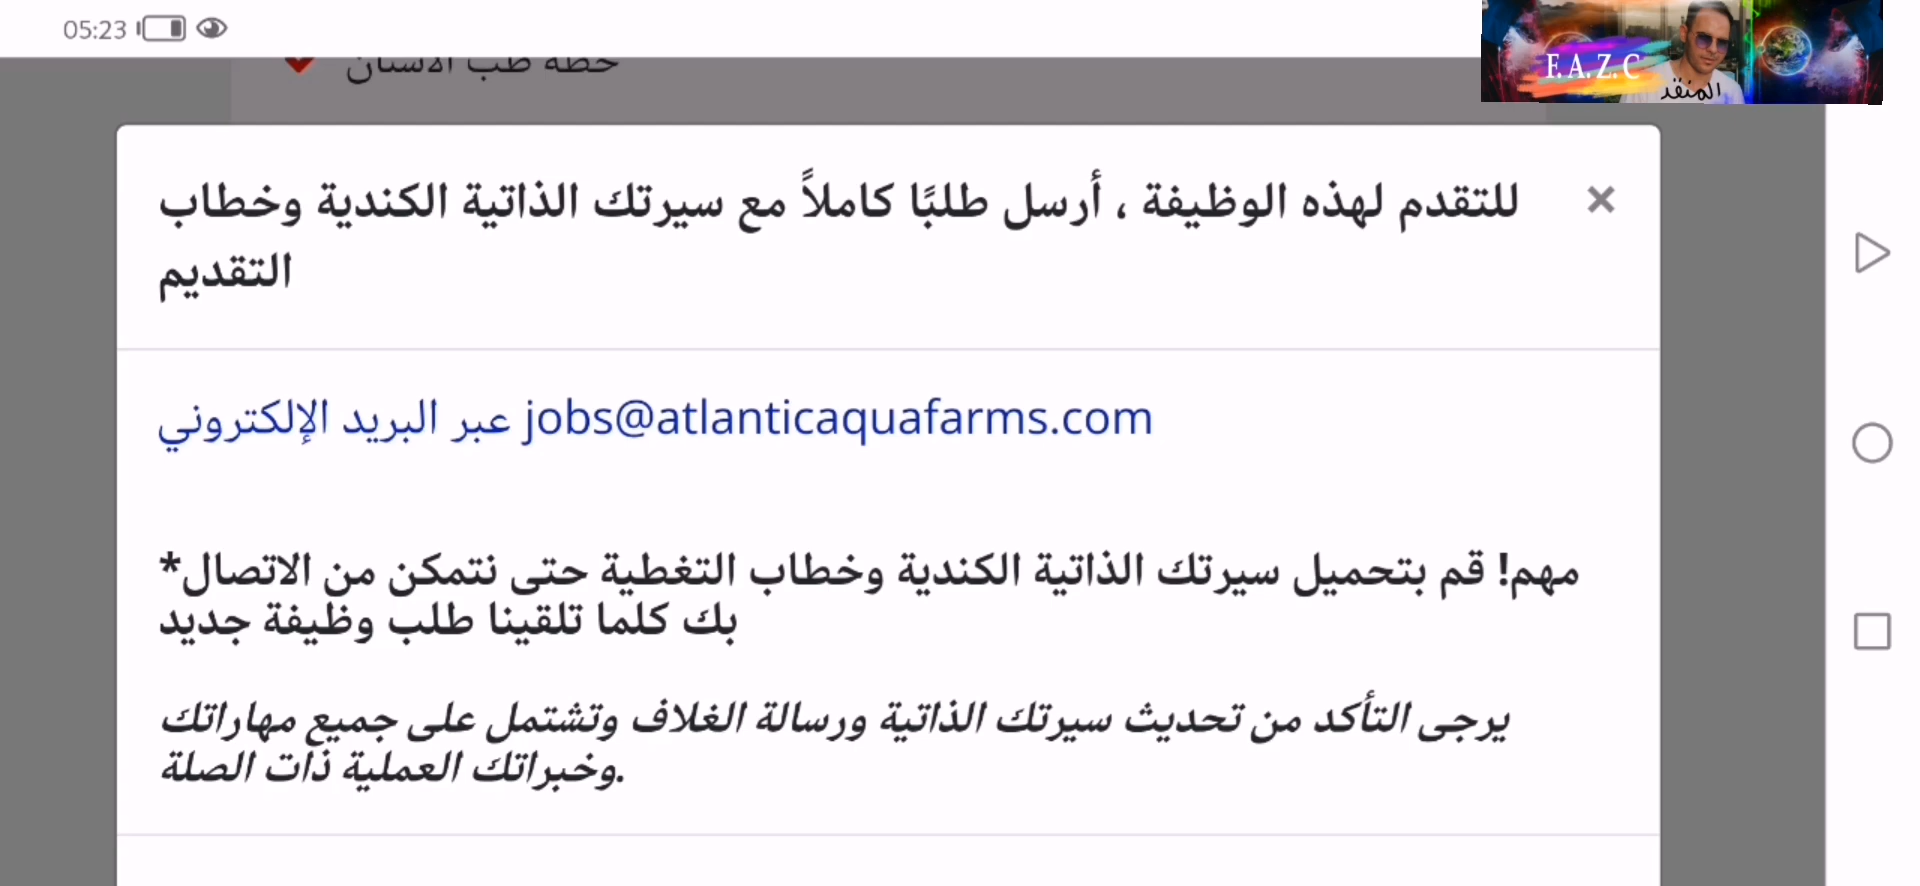 05:23
خطة طب الأسنان
F.A.Z.C
المنقد
للتقدم لهذه الوظيفة ، أرسل طلبًا كاملاً مع سيرتك الذاتية الكندية وخطاب
التقديم
jobs@atlanticaquafarms.com عبر البريد الإلكتروني
مهم! قم بتحميل سيرتك الذاتية الكندية وخطاب التغطية حتى نتمكن من الاتصال*
بك كلما تلقينا طلب وظيفة جديد
يرجى التأكد من تحديث سيرتك الذاتية ورسالة الغلاف وتشتمل على جميع مهاراتك
.وخبراتك العملية ذات الصلة